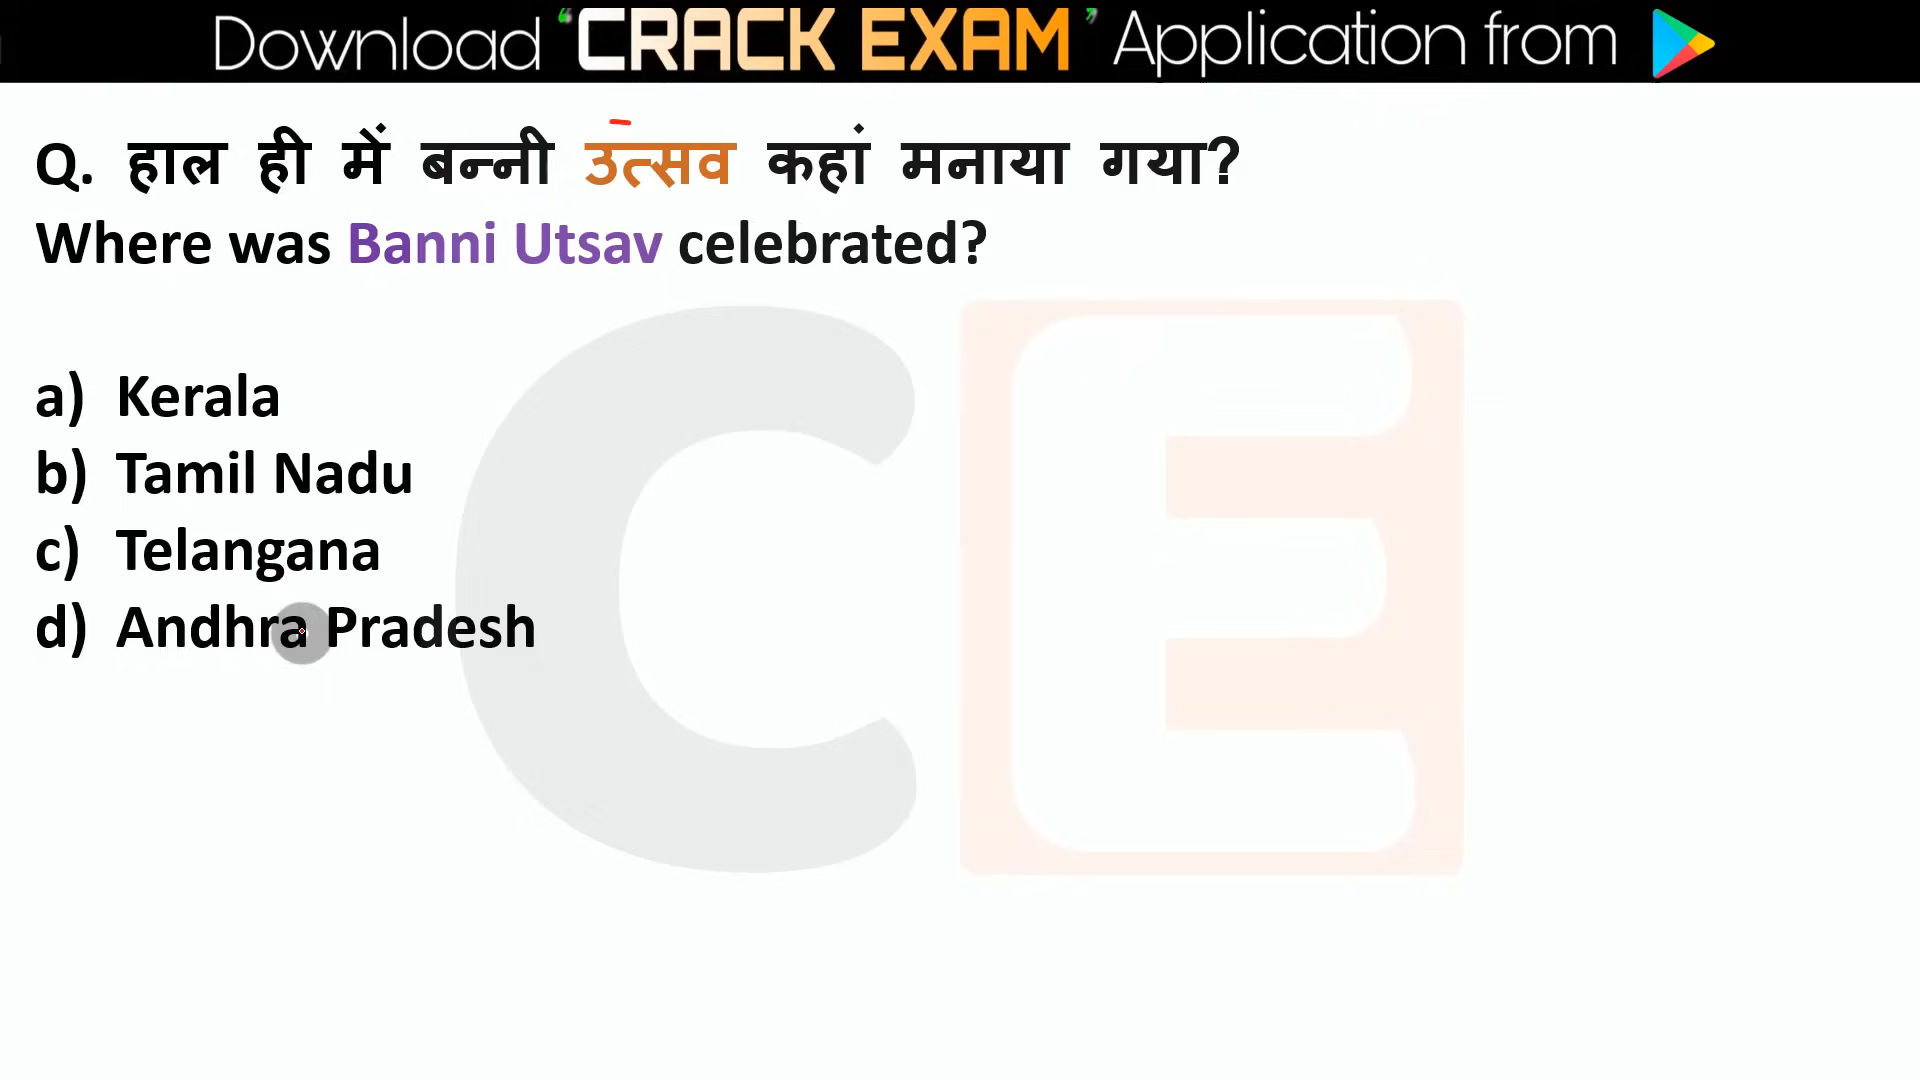 Download ‘CRACK EXAM’ Application from
Q. हाल ही में बन्नी उत्सव कहां मनाया गया?
Where was Banni Utsav celebrated?
a) Kerala
b) Tamil Nadu
c) Telangana
d) Andhra Pradesh
CE